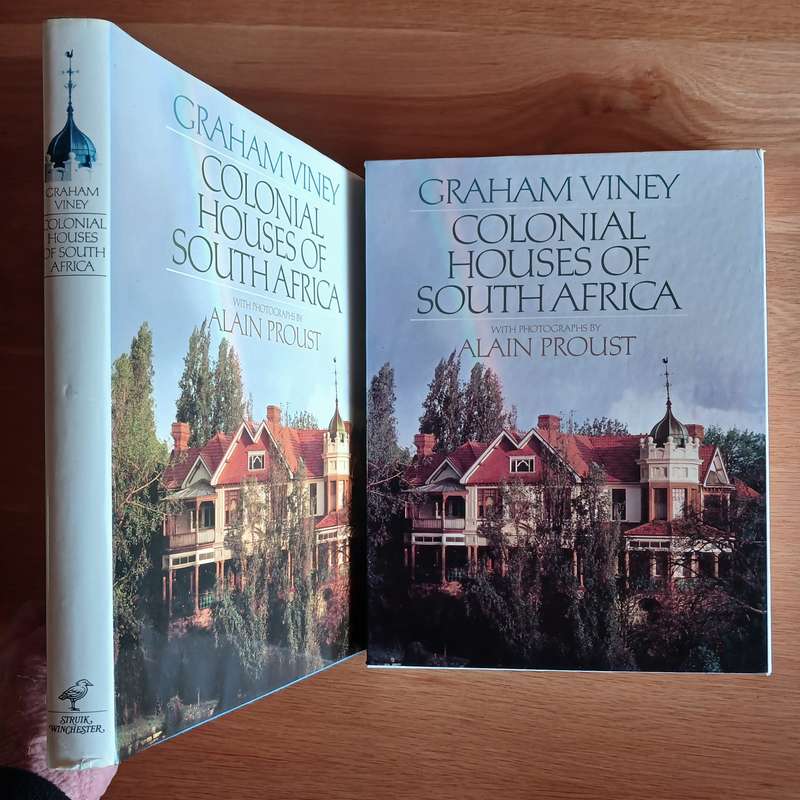 GRAHAM
VINEY
COLONIAL
HOUSES
OF SOUTH
AFRICA
STRUIK
WINCHESTER
GRAHAM VINEY
COLONIAL
HOUSES OF
SOUTH AFRICA
WITH PHOTOGRAPHS BY
ALAIN PROUST
GRAHAM VINEY
COLONIAL
HOUSES OF
SOUTH AFRICA
WITH PHOTOGRAPHS BY
ALAIN PROUST